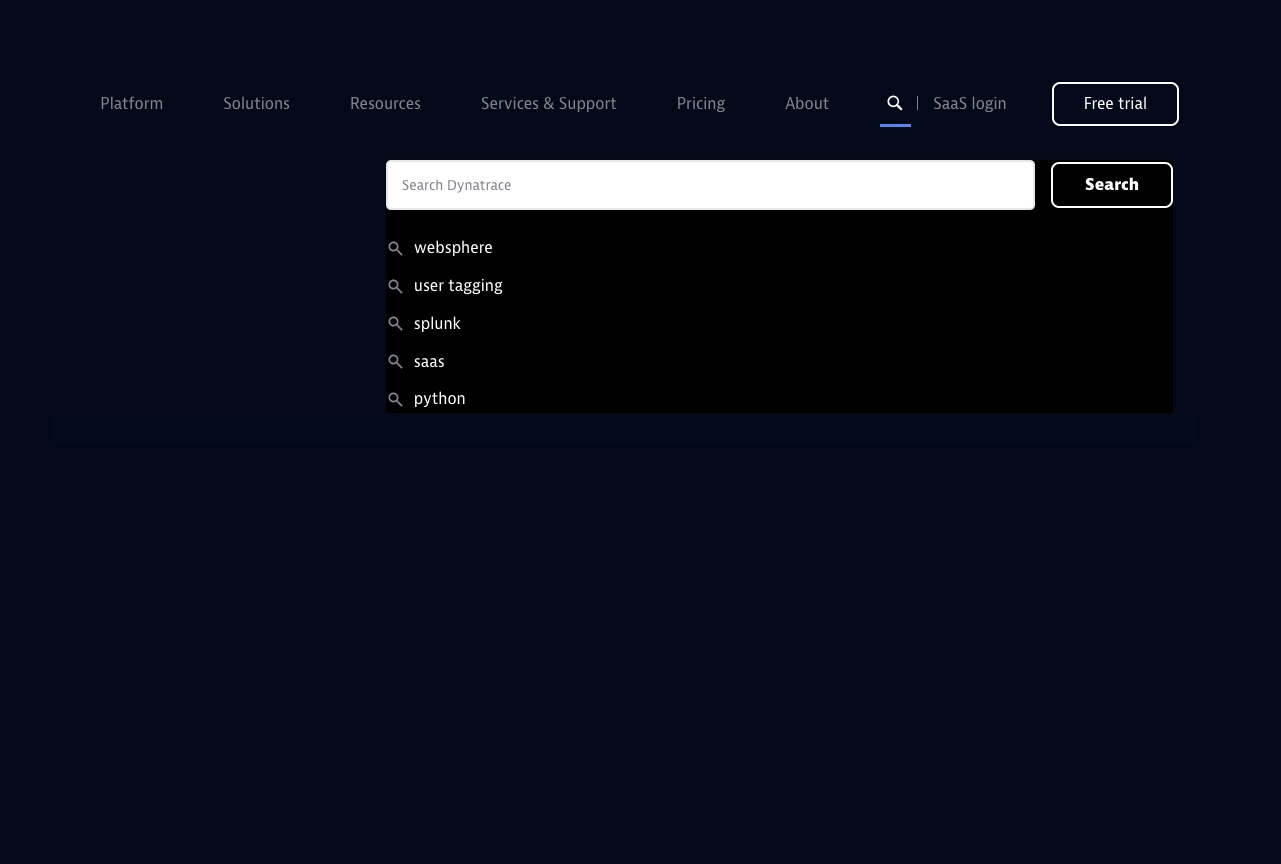 Platform Solutions Resources Services & Support Pricing About SaaS login Free trial
Search Dynatrace Search
websphere
user tagging
splunk
saas
python